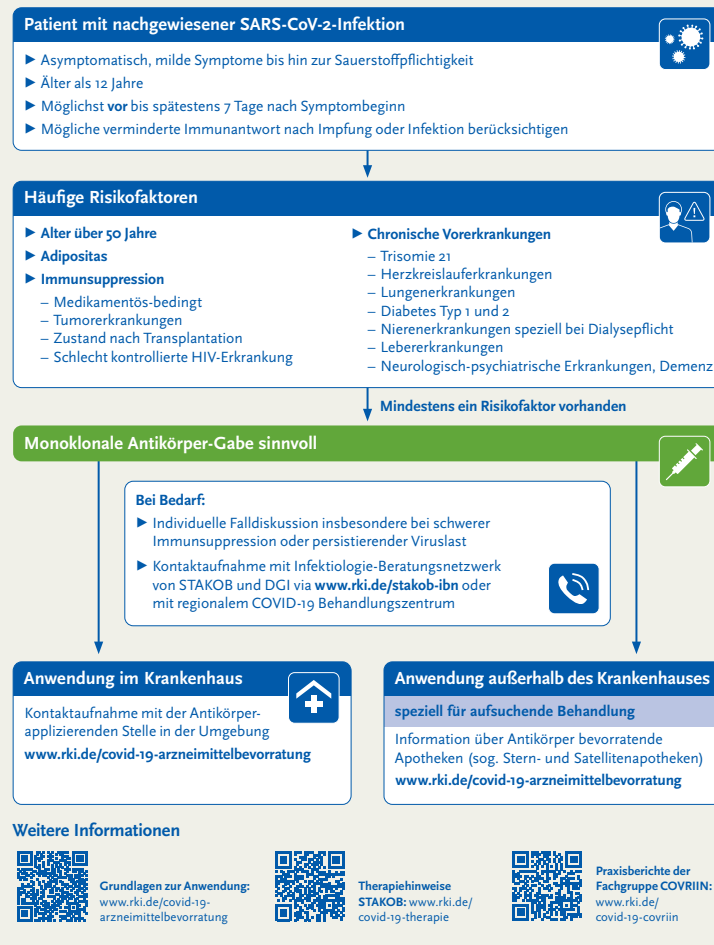 Patient mit nachgewiesener SARS-CoV-2-Infektion
► Asymptomatisch, milde Symptome bis hin zur Sauerstoffpflichtigkeit
► Älter als 12 Jahre
► Möglichst vor bis spätestens 7 Tage nach Symptombeginn
► Mögliche verminderte Immunantwort nach Impfung oder Infektion berücksichtigen
Häufige Risikofaktoren
► Alter über 50 Jahre
► Adipositas
► Immunsuppression
– Medikamentös-bedingt
– Tumorerkrankungen
– Zustand nach Transplantation
– Schlecht kontrollierte HIV-Erkrankung
► Chronische Vorerkrankungen
– Trisomie 21
– Herzkreislauferkrankungen
– Lungenerkrankungen
– Diabetes Typ 1 und 2
– Nierenerkrankungen speziell bei Dialysepflicht
– Lebererkrankungen
– Neurologisch-psychiatrische Erkrankungen, Demenz
Mindestens ein Risikofaktor vorhanden
Monoklonale Antikörper-Gabe sinnvoll
Bei Bedarf:
► Individuelle Falldiskussion insbesondere bei schwerer
Immunsuppression oder persistierender Viruslast
► Kontaktaufnahme mit Infektiologie-Beratungsnetzwerk
von STAKOB und DGI via www.rki.de/stakob-ibn oder
mit regionalem COVID-19 Behandlungszentrum
Anwendung im Krankenhaus
Kontaktaufnahme mit der Antikörper-
applizierenden Stelle in der Umgebung
www.rki.de/covid-19-arzneimittelbevorratung
Anwendung außerhalb des Krankenhauses
speziell für aufsuchende Behandlung
Information über Antikörper bevorratende
Apotheken (sog. Stern- und Satellitenapotheken)
www.rki.de/covid-19-arzneimittelbevorratung
Weitere Informationen
Grundlagen zur Anwendung:
www.rki.de/covid-19-
arzneimittelbevorratung
Therapiehinweise
STAKOB: www.rki.de/
covid-19-therapie
Praxisberichte der
Fachgruppe COVRIIN:
www.rki.de/
covid-19-covriin